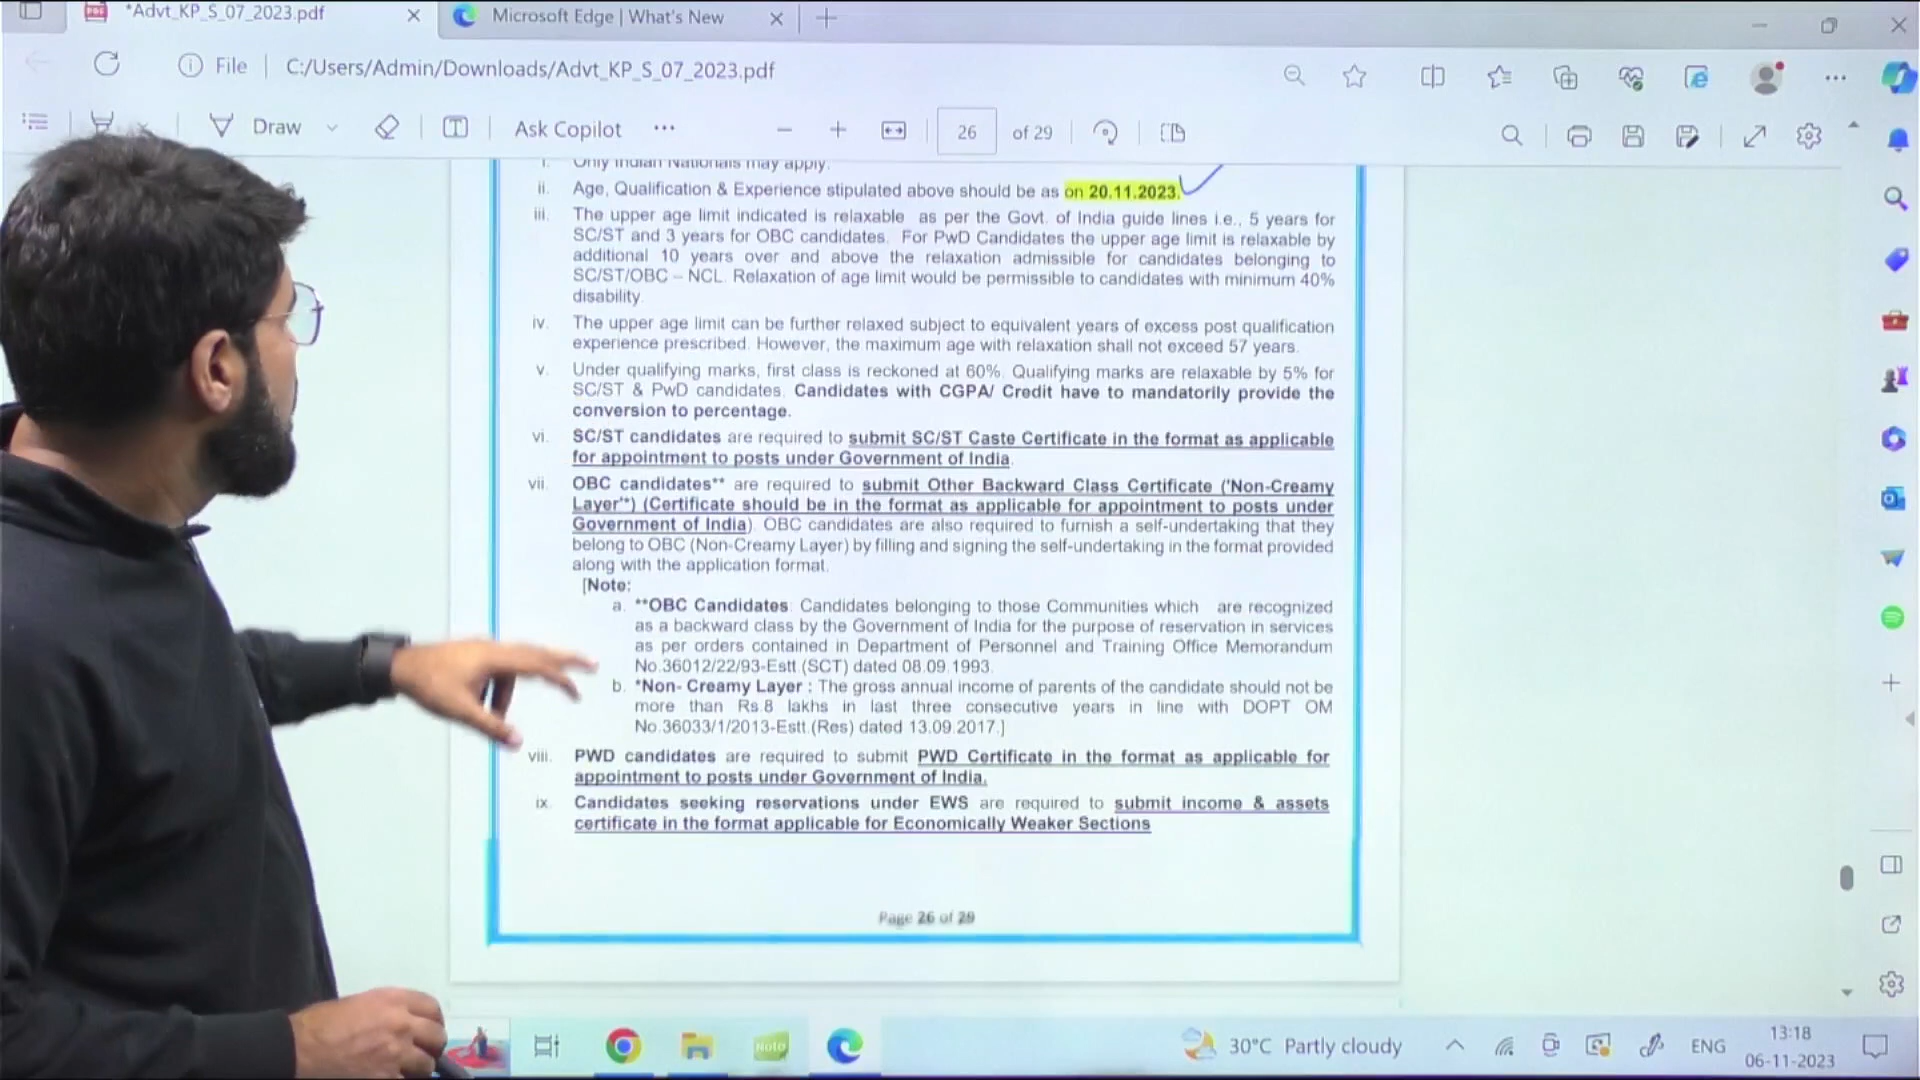 *Advt_KP_S_07_2023.pdf
Microsoft Edge | What's New
File
C:/Users/Admin/Downloads/Advt_KP_S_07_2023.pdf
Draw
Ask Copilot
26
of 29
i. Only Indian Nationals may apply.
ii. Age, Qualification & Experience stipulated above should be as on 20.11.2023.
iii. The upper age limit indicated is relaxable as per the Govt. of India guide lines i.e., 5 years for
SC/ST and 3 years for OBC candidates. For PwD Candidates the upper age limit is relaxable by
additional 10 years over and above the relaxation admissible for candidates belonging to
SC/ST/OBC – NCL. Relaxation of age limit would be permissible to candidates with minimum 40%
disability.
iv. The upper age limit can be further relaxed subject to equivalent years of excess post qualification
experience prescribed. However, the maximum age with relaxation shall not exceed 57 years.
v. Under qualifying marks, first class is reckoned at 60%. Qualifying marks are relaxable by 5% for
SC/ST & PwD candidates. Candidates with CGPA/ Credit have to mandatorily provide the
conversion to percentage.
vi. SC/ST candidates are required to submit SC/ST Caste Certificate in the format as applicable
for appointment to posts under Government of India.
vii. OBC candidates** are required to submit Other Backward Class Certificate ('Non-Creamy
Layer'*) (Certificate should be in the format as applicable for appointment to posts under
Government of India). OBC candidates are also required to furnish a self-undertaking that they
belong to OBC (Non-Creamy Layer) by filling and signing the self-undertaking in the format provided
along with the application format.
[Note:
a. **OBC Candidates: Candidates belonging to those Communities which are recognized
as a backward class by the Government of India for the purpose of reservation in services
as per orders contained in Department of Personnel and Training Office Memorandum
No.36012/22/93-Estt.(SCT) dated 08.09.1993.
b. *Non- Creamy Layer : The gross annual income of parents of the candidate should not be
more than Rs.8 lakhs in last three consecutive years in line with DOPT OM
No.36033/1/2013-Estt.(Res) dated 13.09.2017.]
viii. PWD candidates are required to submit PWD Certificate in the format as applicable for
appointment to posts under Government of India.
ix. Candidates seeking reservations under EWS are required to submit income & assets
certificate in the format applicable for Economically Weaker Sections
Page 26 of 29
Noto
30°C Partly cloudy
ENG
13:18
06-11-2023